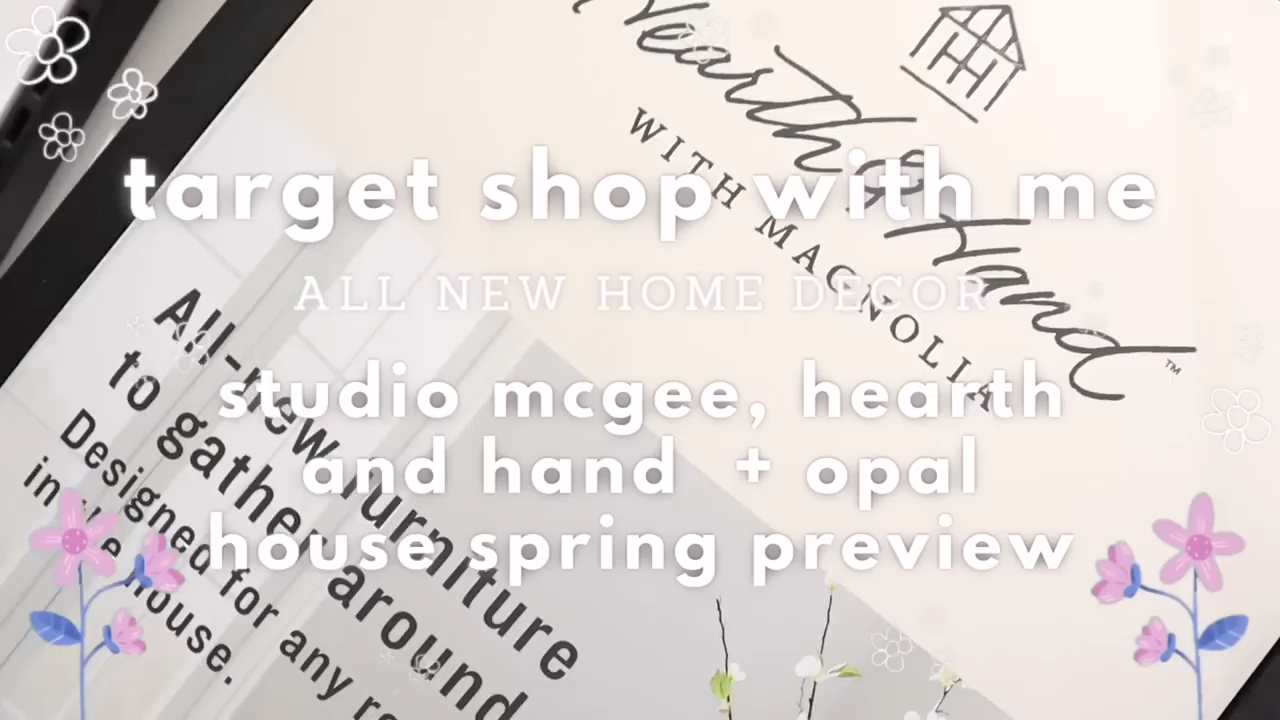 Hearth & Hand
WITH MAGNOLIA
™
target shop with me
ALL NEW HOME DECOR
studio mcgee, hearth
and hand + opal
house spring preview
All-new furniture
to gather around
Designed for any
in the house.